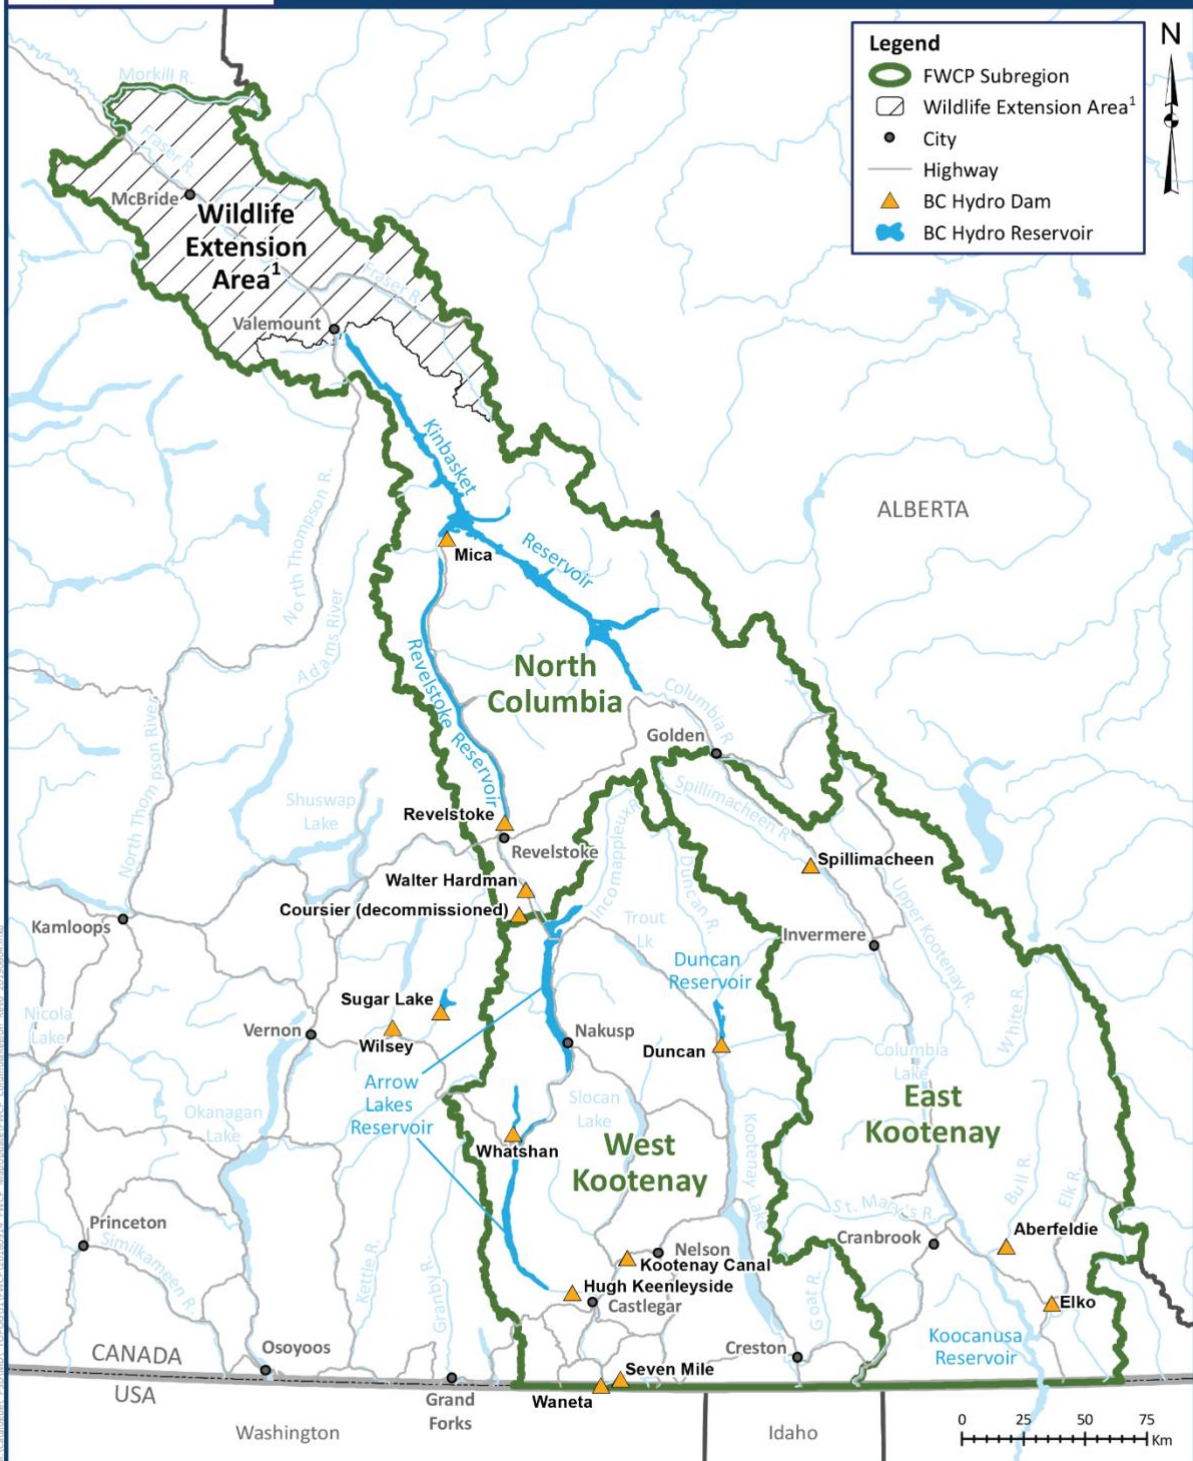 Legend
N
FWCP Subregion
Wildlife Extension Area¹
City
Highway
BC Hydro Dam
BC Hydro Reservoir
Morkill R.
Fraser R.
McBride
Wildlife
Extension
Area¹
Fraser R.
Valemount
Kinbasket
Reservoir
North Thompson R.
ALBERTA
Mica
Adams River
Revelstoke Reservoir
North
Columbia
Columbia R.
Golden
North Thompson River
Shuswap
Lake
Spillimacheen R.
Revelstoke
Revelstoke
Incomappleux R.
Duncan R.
Spillimacheen
Walter Hardman
Coursier (decommissioned)
Upper Kootenay R.
Kamloops
Trout
Lk
Invermere
Duncan
Reservoir
White R.
Sugar Lake
Nicola
Lake
Vernon
Wilsey
Nakusp
Duncan
Columbia
Lake
Arrow
Lakes
Reservoir
Slocan
Lake
East
Kootenay
Okanagan
Lake
Kootenay Lake
Whatshan
West
Kootenay
Bull R.
Elk R.
St. Mary's R.
Princeton
Similkameen R.
Cranbrook
Aberfeldie
Nelson
Kootenay Canal
Kettle R.
Granby R.
Hugh Keenleyside
Castlegar
Goat R.
Elko
Koocanusa
Reservoir
CANADA
Osoyoos
Creston
Seven Mile
USA
Waneta
Grand
Forks
Washington
Idaho
0 25 50 75
Km